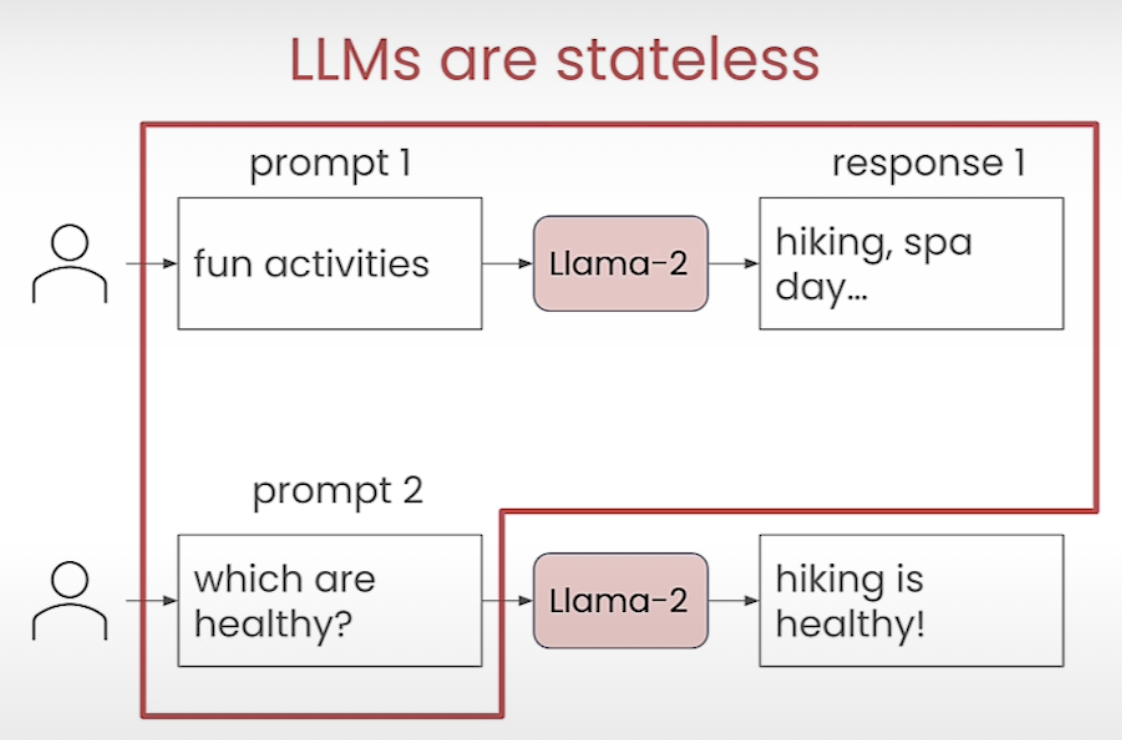 LLMs are stateless
prompt 1
response 1
fun activities
Llama-2
hiking, spa
day...
prompt 2
which are
healthy?
Llama-2
hiking is
healthy!